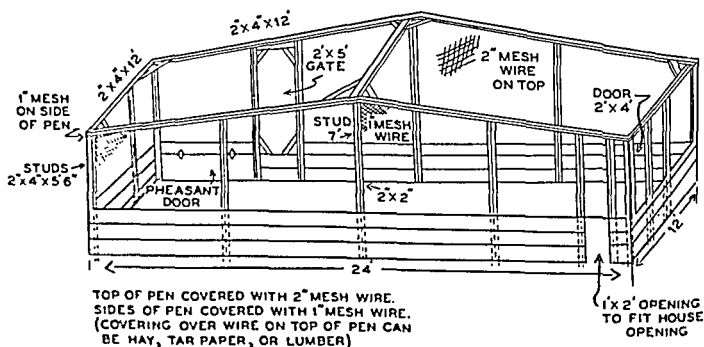 2"x4"x12'
2"x4"x12'
2'x5'
GATE
2" MESH
WIRE
ON TOP
DOOR
2'x4'
1" MESH
ON SIDE
OF PEN
STUD
7'
1" MESH
WIRE
STUDS
2"x4"x5'6"
PHEASANT
DOOR
2"x2"
12'
24'
1'x2' OPENING
TO FIT HOUSE
OPENING
TOP OF PEN COVERED WITH 2" MESH WIRE.
SIDES OF PEN COVERED WITH 1" MESH WIRE.
(COVERING OVER WIRE ON TOP OF PEN CAN
BE HAY, TAR PAPER, OR LUMBER)